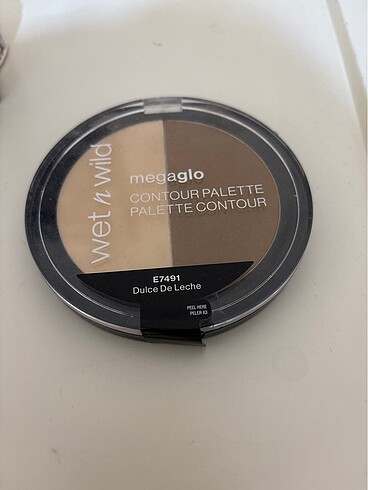 wet n wild
megaglo
CONTOUR PALETTE
PALETTE CONTOUR
E7491
Dulce De Leche
PEEL HERE
PELER ICI